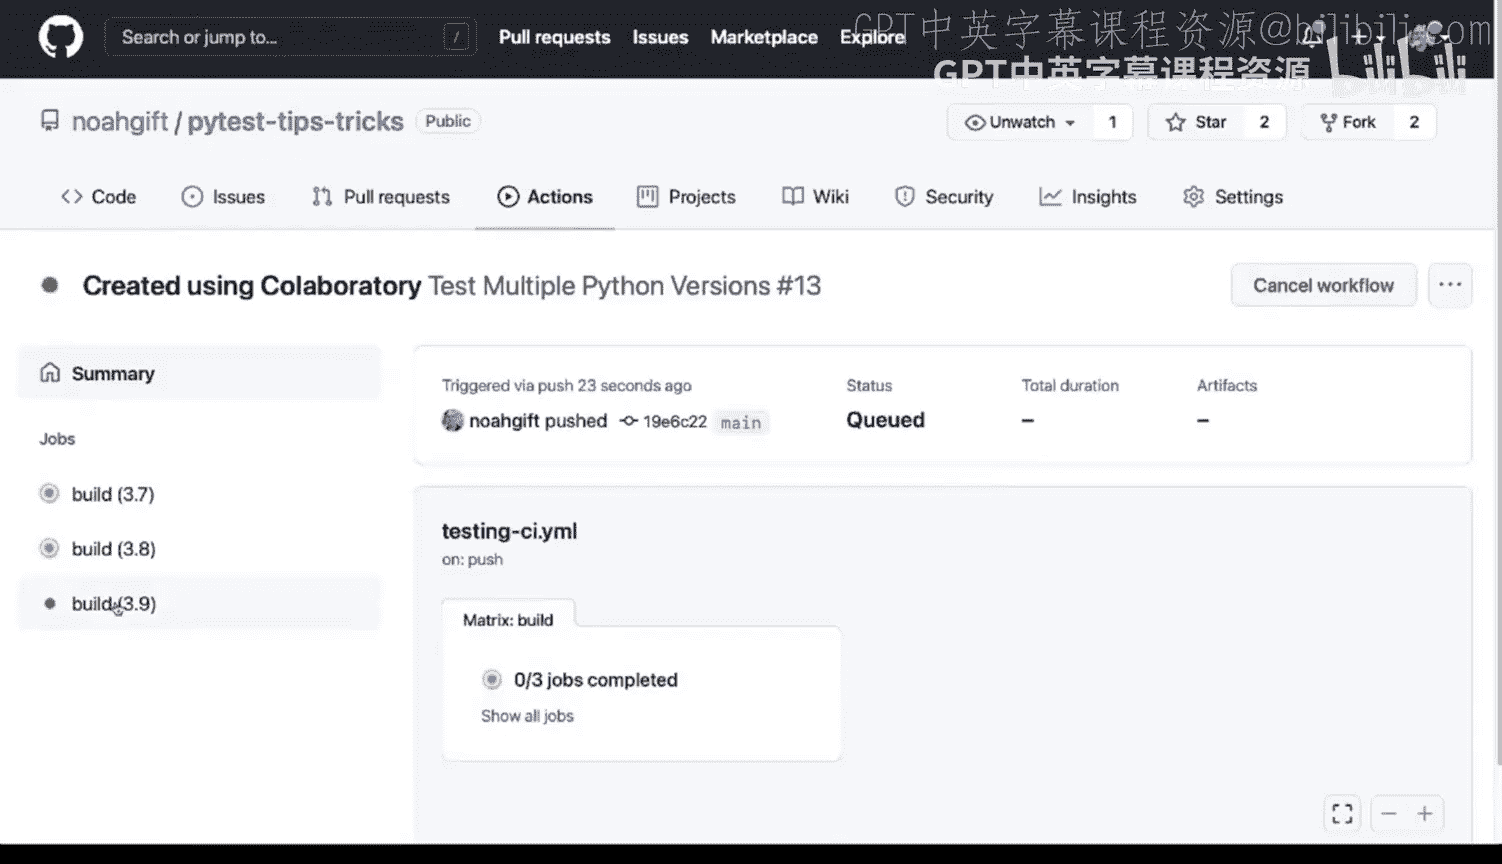 Search or jump to... / Pull requests Issues Marketplace Explore
GPT中英字幕课程资源@bilibili.com
GPT中英字幕课程资源 bilibili
noahgift / pytest-tips-tricks Public
Unwatch 1 Star 2 Fork 2
Code Issues Pull requests Actions Projects Wiki Security Insights Settings
Created using Colaboratory Test Multiple Python Versions #13
Cancel workflow ...
Summary
Jobs
build (3.7)
build (3.8)
build (3.9)
Triggered via push 23 seconds ago
noahgift pushed 19e6c22 main
Status
Queued
Total duration
–
Artifacts
–
testing-ci.yml
on: push
Matrix: build
0/3 jobs completed
Show all jobs